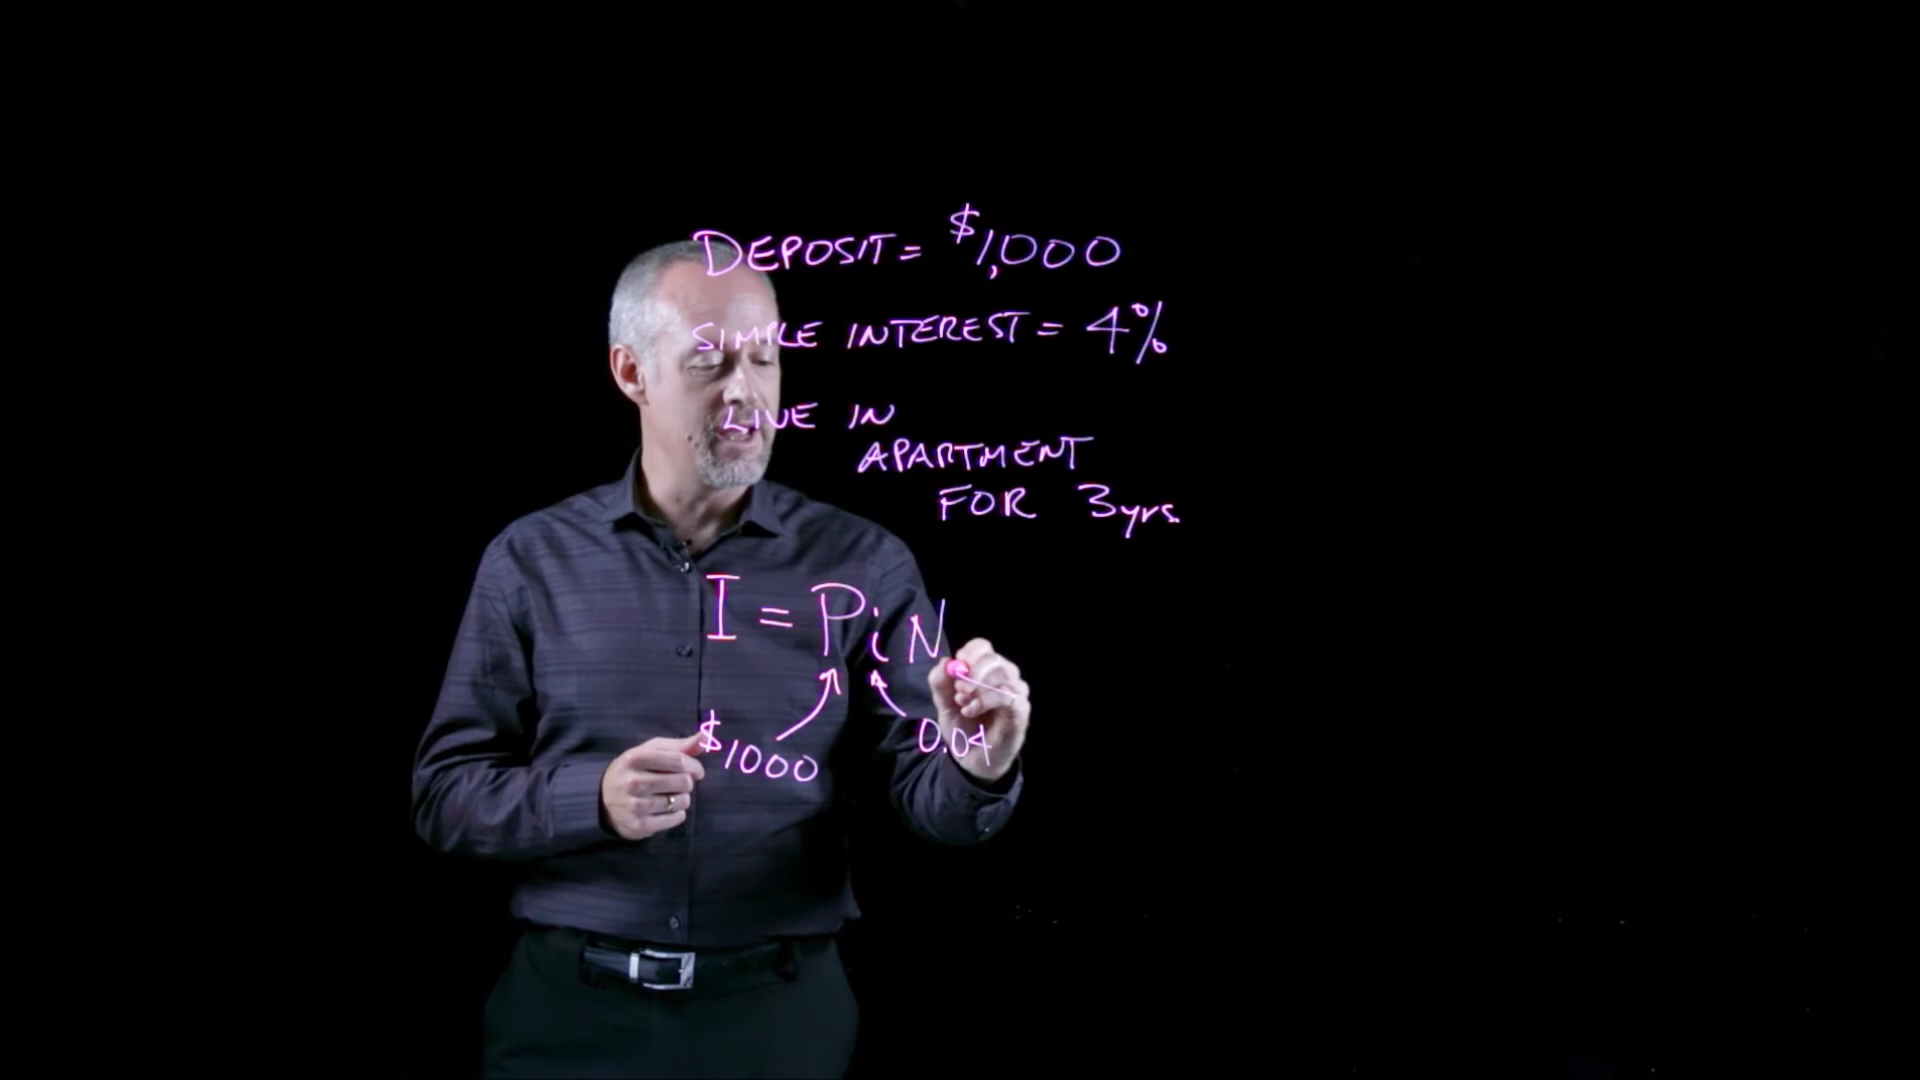 DEPOSIT = $1,000
SIMPLE INTEREST = 4%
LIVE IN
APARTMENT
FOR 3yrs.
I = PiN
$1000
0.04